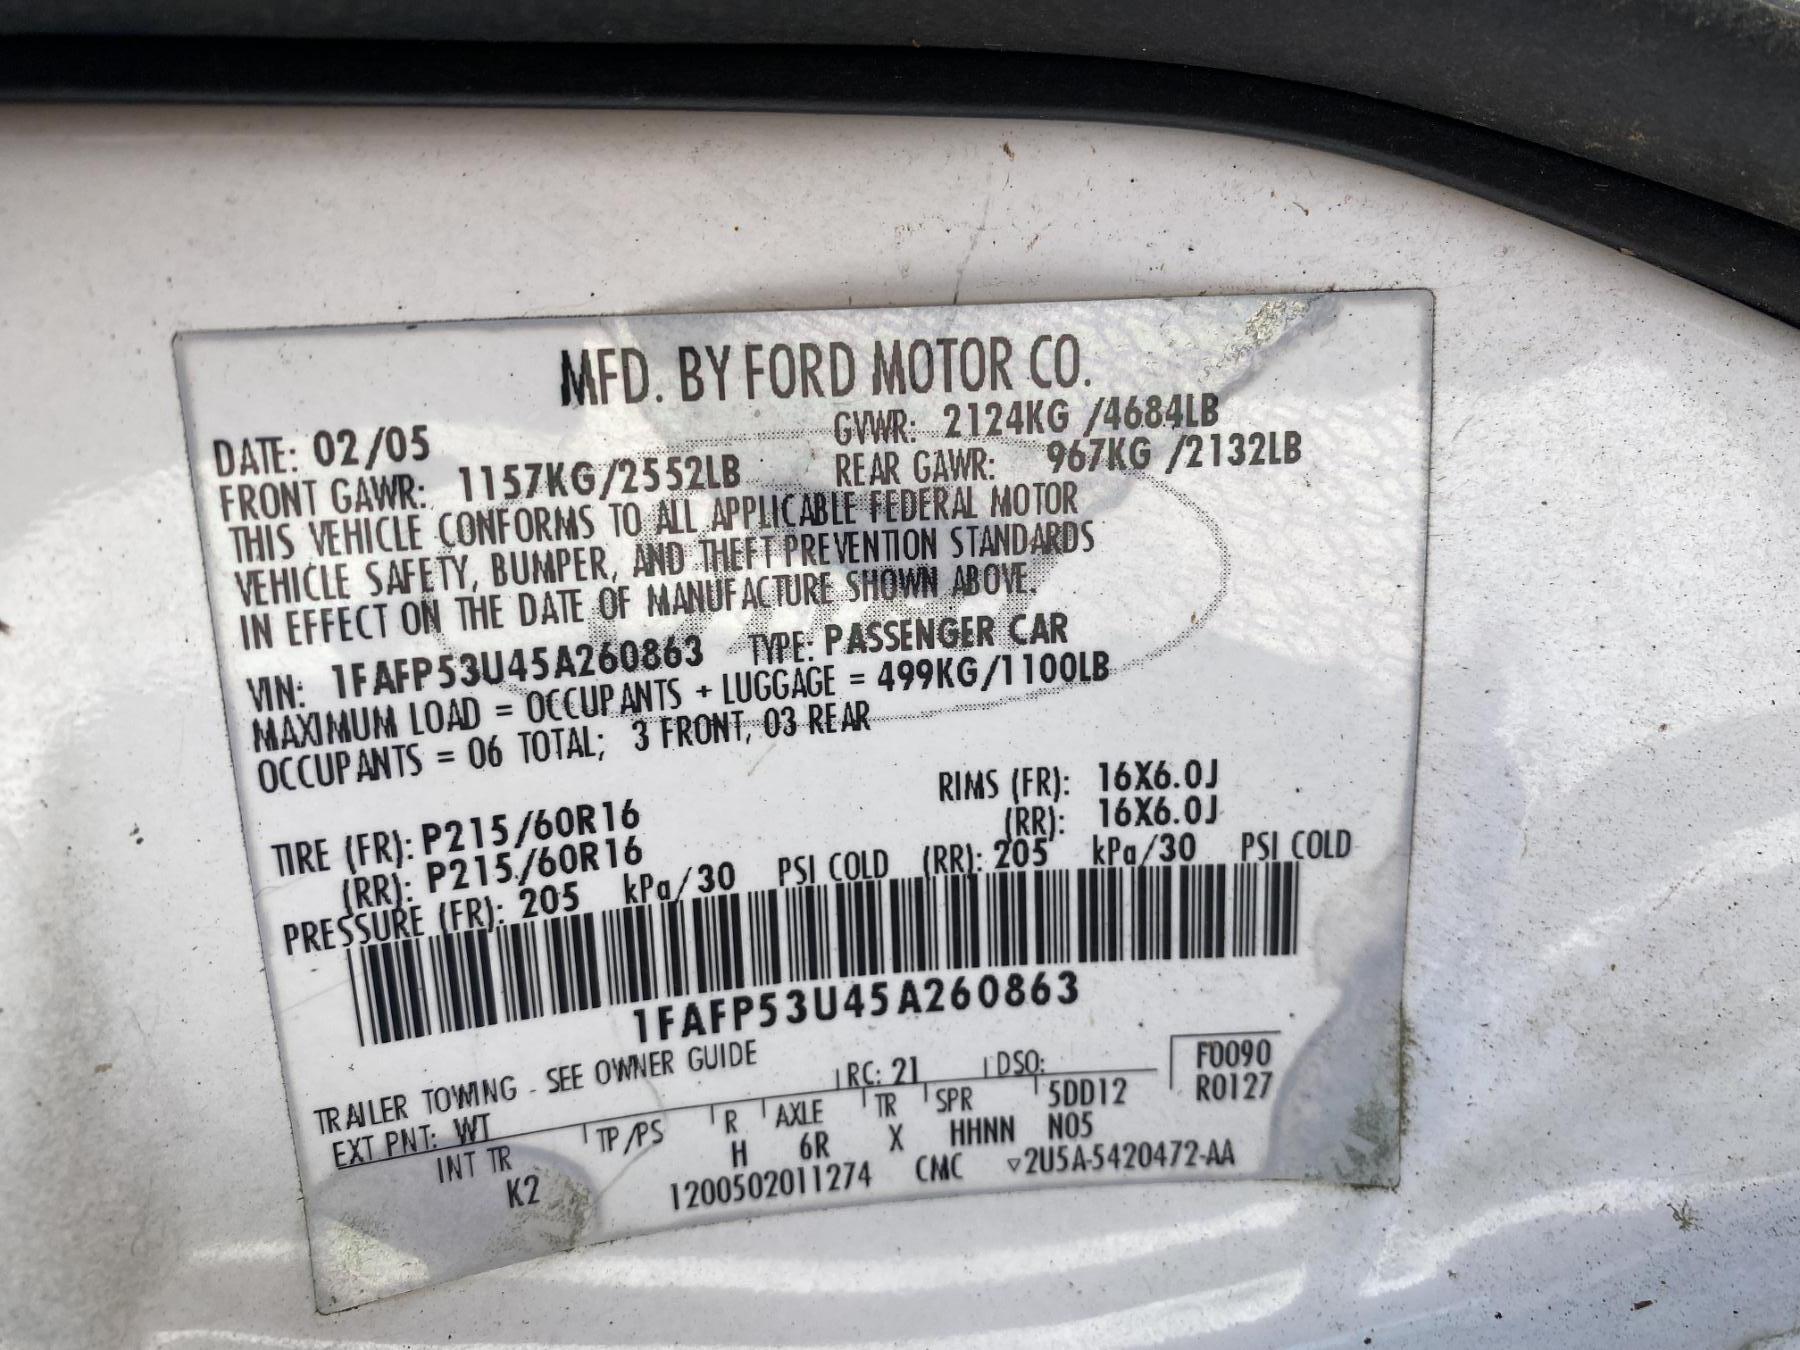 MFD. BY FORD MOTOR CO.
DATE: 02/05 GVWR: 2124KG /4684LB
FRONT GAWR: 1157KG/2552LB REAR GAWR: 967KG /2132LB
THIS VEHICLE CONFORMS TO ALL APPLICABLE FEDERAL MOTOR
VEHICLE SAFETY, BUMPER, AND THEFT PREVENTION STANDARDS
IN EFFECT ON THE DATE OF MANUFACTURE SHOWN ABOVE.
VIN: 1FAFP53U45A260863 TYPE: PASSENGER CAR
MAXIMUM LOAD = OCCUPANTS + LUGGAGE = 499KG/1100LB
OCCUPANTS = 06 TOTAL; 3 FRONT, 03 REAR
TIRE (FR): P215/60R16 RIMS (FR): 16X6.0J
(RR): P215/60R16 (RR): 16X6.0J
PRESSURE (FR): 205 kPa/30 PSI COLD (RR): 205 kPa/30 PSI COLD
1FAFP53U45A260863
TRAILER TOWING - SEE OWNER GUIDE
EXT PNT: WT RC: 21 DSO: F0090
INT TR TP/PS R AXLE TR SPR 5DD12 R0127
K2 H 6R X HHNN N05
1200502011274 CMC ▽2U5A-5420472-AA